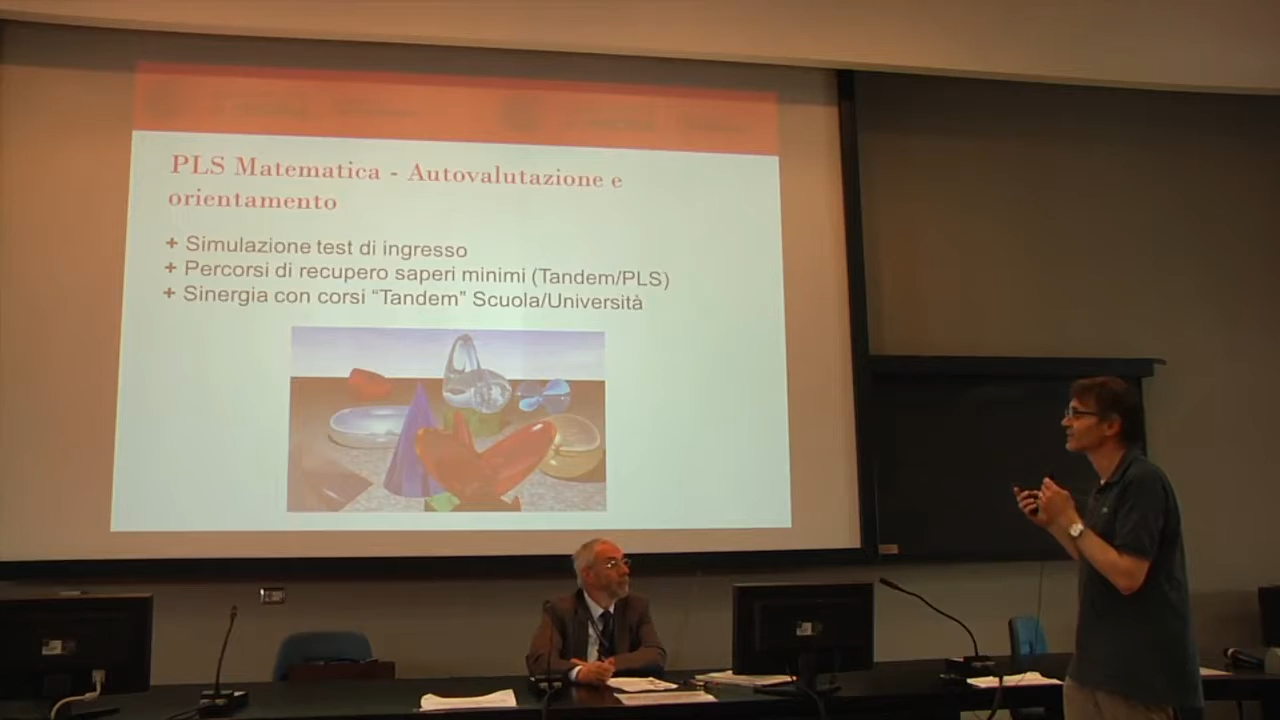 PLS Matematica - Autovalutazione e
orientamento
+ Simulazione test di ingresso
+ Percorsi di recupero saperi minimi (Tandem/PLS)
+ Sinergia con corsi “Tandem” Scuola/Università